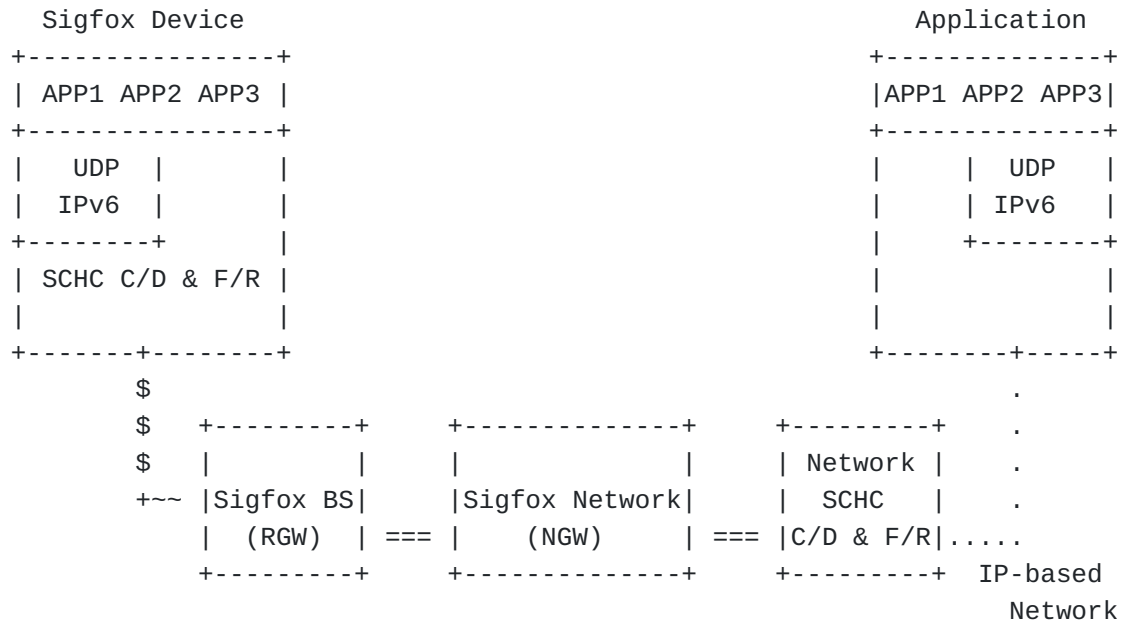 Sigfox Device                                           Application
+----------------+                                     +--------------+
| APP1 APP2 APP3 |                                     |APP1 APP2 APP3|
+----------------+                                     +--------------+
|   UDP  |       |                                     |     |  UDP   |
|  IPv6  |       |                                     |     | IPv6   |
+--------+       |                                     |     +--------+
| SCHC C/D & F/R |                                     |              |
|                |                                     |              |
+-------+--------+                                     +--------+-----+
        $                                                       .
        $   +---------+     +--------------+     +---------+    .
        $   |         |     |              |     | Network |    .
        +~~ |Sigfox BS|     |Sigfox Network|     |  SCHC   |    .
            |  (RGW)  | === |    (NGW)     | === |C/D & F/R|.....
            +---------+     +--------------+     +---------+  IP-based
                                                                Network